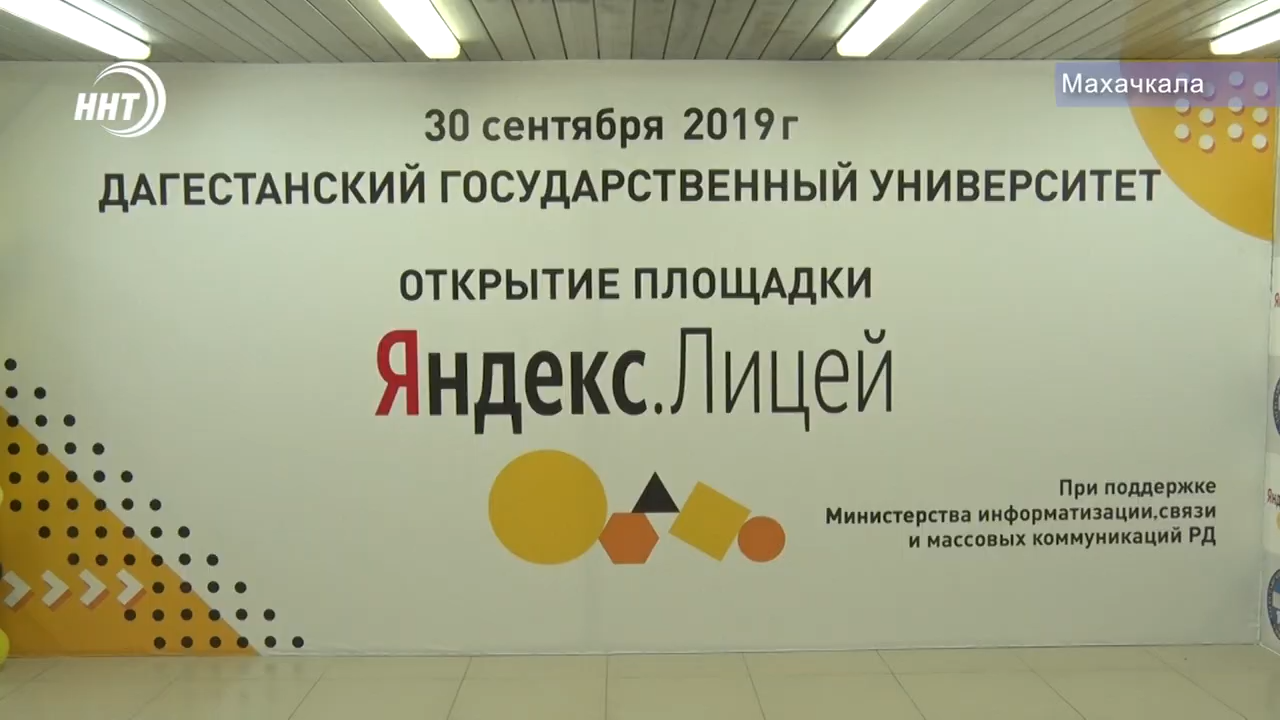 ННТ
Махачкала
30 сентября 2019 г
ДАГЕСТАНСКИЙ ГОСУДАРСТВЕННЫЙ УНИВЕРСИТЕТ
ОТКРЫТИЕ ПЛОЩАДКИ
Яндекс.Лицей
При поддержке
Министерства информатизации,связи
и массовых коммуникаций РД